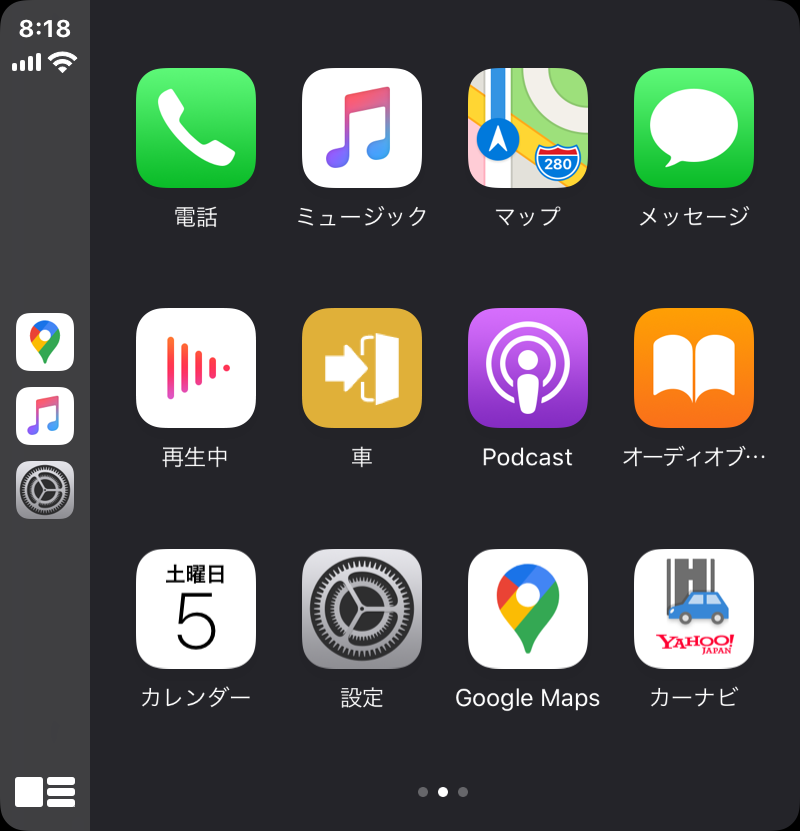 8:18
280
電話
ミュージック
マップ
メッセージ
再生中
車
Podcast
オーディオブ…
土曜日
5
YAHOO!
JAPAN
カレンダー
設定
Google Maps
カーナビ